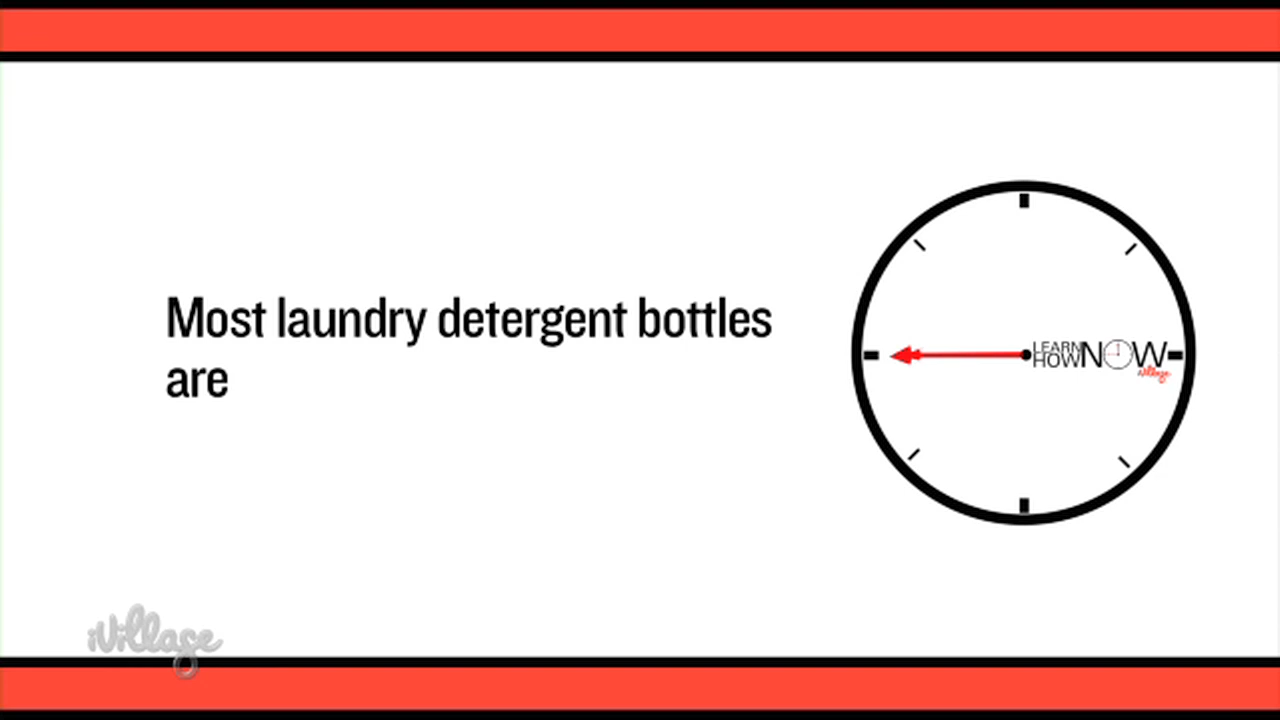 Most laundry detergent bottles
are
LEARN
HOW NOW
iVillage
iVillage